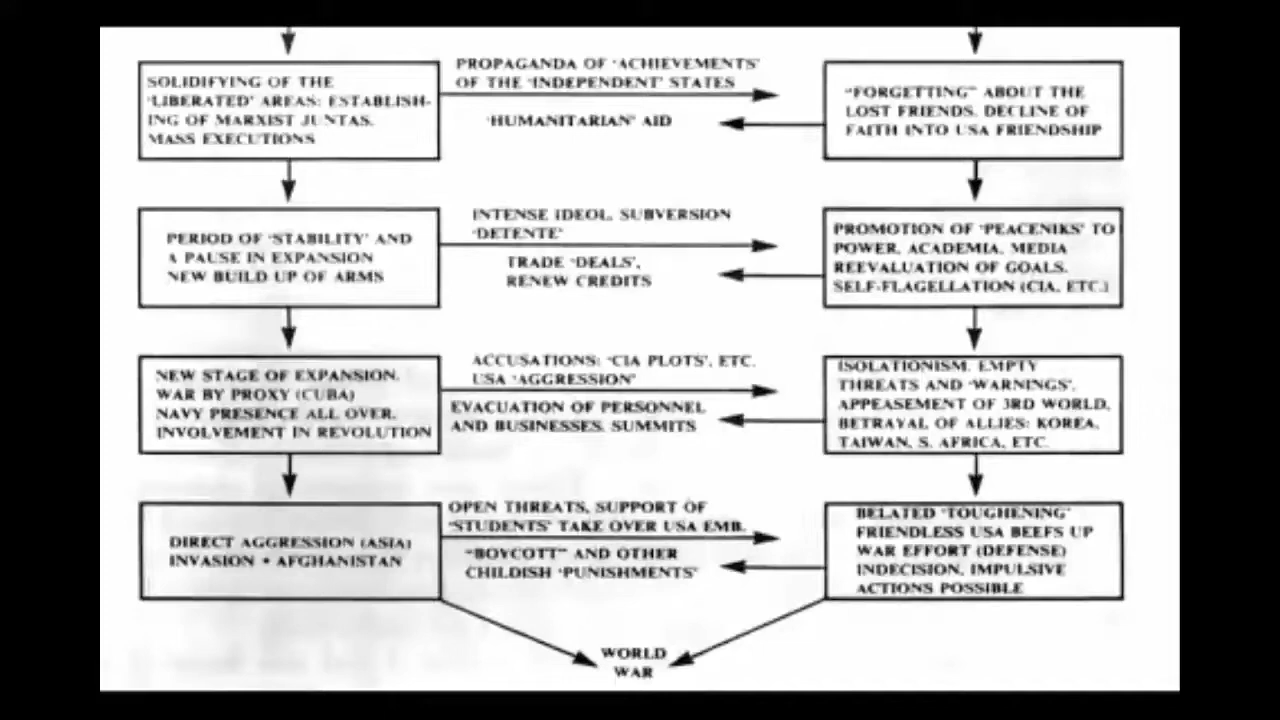 SOLIDIFYING OF THE
'LIBERATED' AREAS: ESTABLISH-
ING OF MARXIST JUNTAS.
MASS EXECUTIONS
PROPAGANDA OF 'ACHIEVEMENTS'
OF THE 'INDEPENDENT' STATES
'HUMANITARIAN' AID
"FORGETTING" ABOUT THE
LOST FRIENDS. DECLINE OF
FAITH INTO USA FRIENDSHIP
PERIOD OF 'STABILITY' AND
A PAUSE IN EXPANSION
NEW BUILD UP OF ARMS
INTENSE IDEOL. SUBVERSION
'DETENTE'
TRADE 'DEALS',
RENEW CREDITS
PROMOTION OF 'PEACENIKS' TO
POWER, ACADEMIA, MEDIA
REEVALUATION OF GOALS.
SELF-FLAGELLATION (CIA, ETC.)
NEW STAGE OF EXPANSION.
WAR BY PROXY (CUBA)
NAVY PRESENCE ALL OVER.
INVOLVEMENT IN REVOLUTION
ACCUSATIONS: 'CIA PLOTS', ETC.
USA 'AGGRESSION'
EVACUATION OF PERSONNEL
AND BUSINESSES. SUMMITS
ISOLATIONISM. EMPTY
THREATS AND 'WARNINGS'.
APPEASEMENT OF 3RD WORLD.
BETRAYAL OF ALLIES: KOREA,
TAIWAN, S. AFRICA, ETC.
DIRECT AGGRESSION (ASIA)
INVASION • AFGHANISTAN
OPEN THREATS, SUPPORT OF
'STUDENTS' TAKE OVER USA EMB.
"BOYCOTT" AND OTHER
CHILDISH 'PUNISHMENTS'
BELATED 'TOUGHENING'
FRIENDLESS USA BEEFS UP
WAR EFFORT (DEFENSE)
INDECISION, IMPULSIVE
ACTIONS POSSIBLE
WORLD
WAR